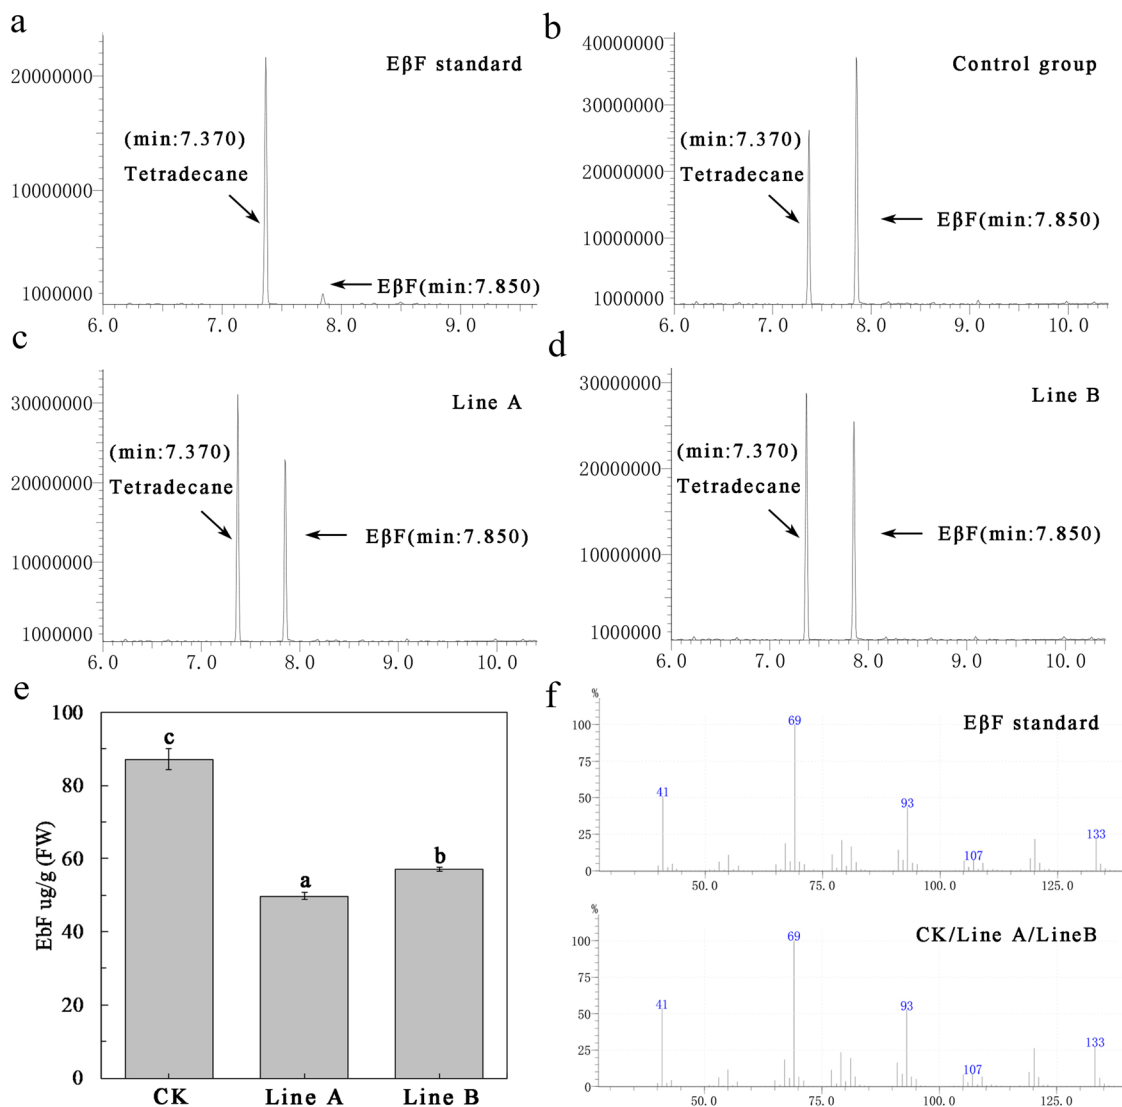 a
EβF standard
20000000
(min:7.370)
Tetradecane
10000000
EβF(min:7.850)
1000000
6.0 7.0 8.0 9.0
b
40000000
Control group
30000000
(min:7.370)
Tetradecane
20000000
EβF(min:7.850)
10000000
1000000
6.0 7.0 8.0 9.0 10.0
c
Line A
30000000
(min:7.370)
Tetradecane
20000000
EβF(min:7.850)
10000000
1000000
6.0 7.0 8.0 9.0 10.0
d
30000000
Line B
(min:7.370)
20000000
Tetradecane
EβF(min:7.850)
10000000
1000000
6.0 7.0 8.0 9.0 10.0
e
100
80
60
40
20
0
EbF ug/g (FW)
c
a
b
CK Line A Line B
f
%
EβF standard
100
75
50
25
0
41
69
93
107
133
50.0 75.0 100.0 125.0
%
CK/Line A/LineB
100
75
50
25
0
41
69
93
107
133
50.0 75.0 100.0 125.0